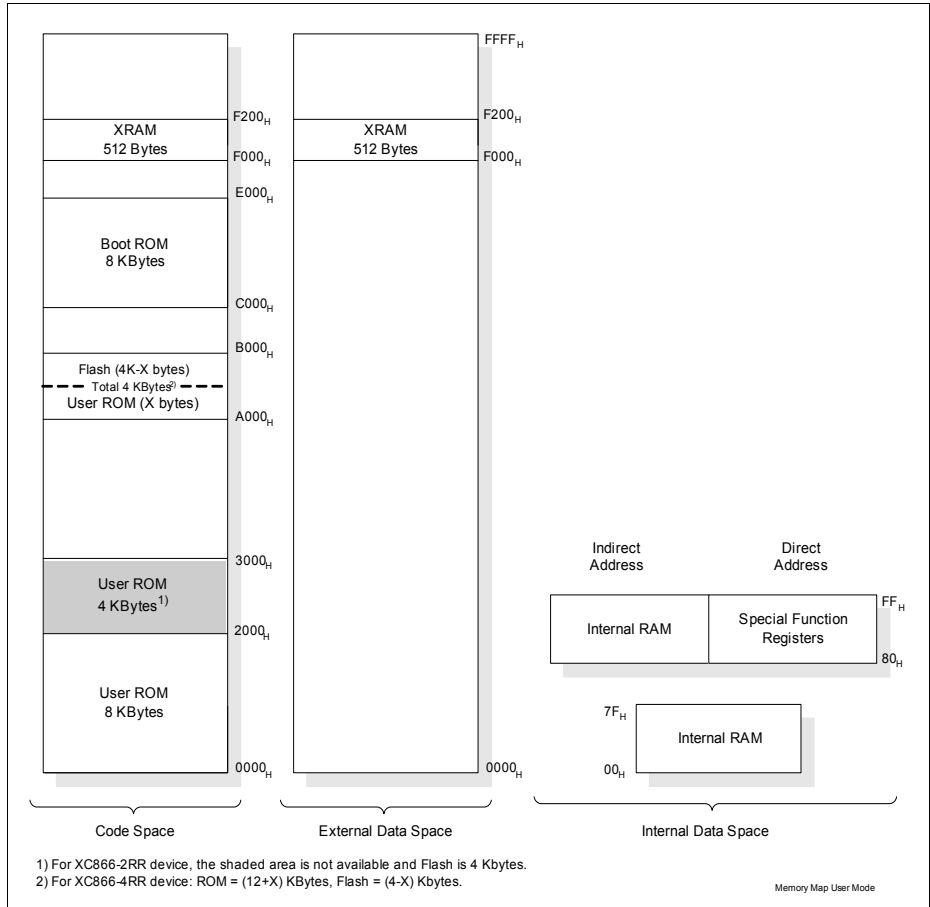 FFFFH
F200H
F200H
XRAM
512 Bytes
XRAM
512 Bytes
F000H
F000H
E000H
Boot ROM
8 KBytes
C000H
B000H
Flash (4K-X bytes)
Total 4 KBytes2)
User ROM (X bytes)
A000H
3000H
User ROM
4 KBytes1)
2000H
User ROM
8 KBytes
0000H
0000H
Indirect
Address
Direct
Address
FFH
Internal RAM
Special Function
Registers
80H
7FH
Internal RAM
00H
Code Space
External Data Space
Internal Data Space
1) For XC866-2RR device, the shaded area is not available and Flash is 4 Kbytes.
2) For XC866-4RR device: ROM = (12+X) KBytes, Flash = (4-X) Kbytes.
Memory Map User Mode